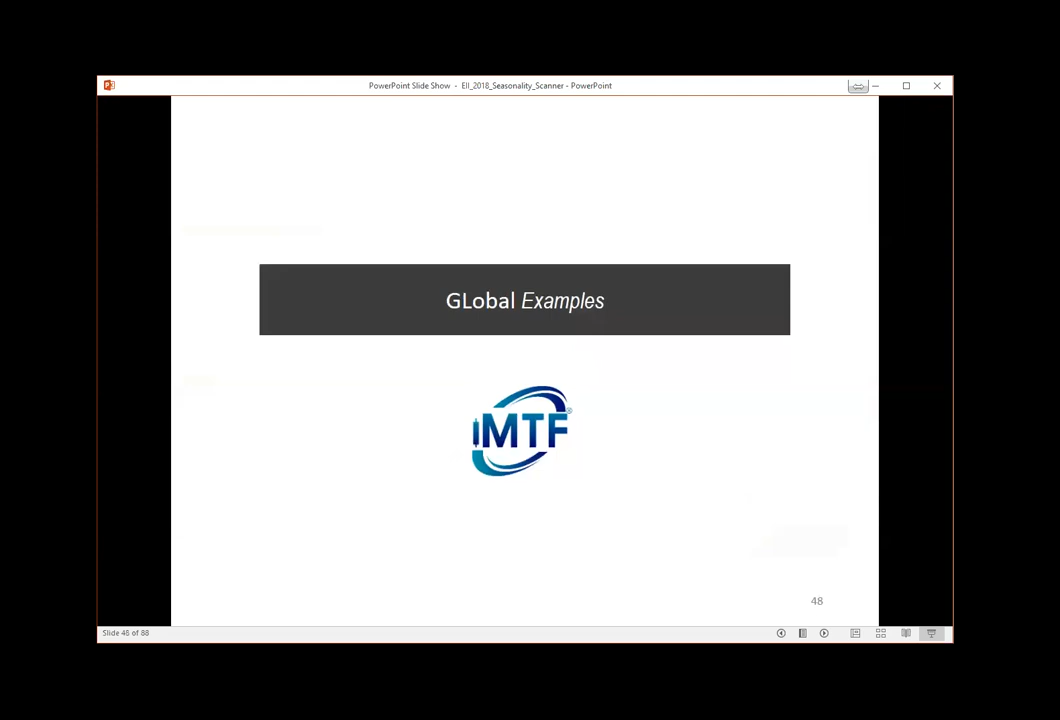 PowerPoint Slide Show - EII_2018_Seasonality_Scanner - PowerPoint
GLobal Examples
iMTF®
48
Slide 48 of 88